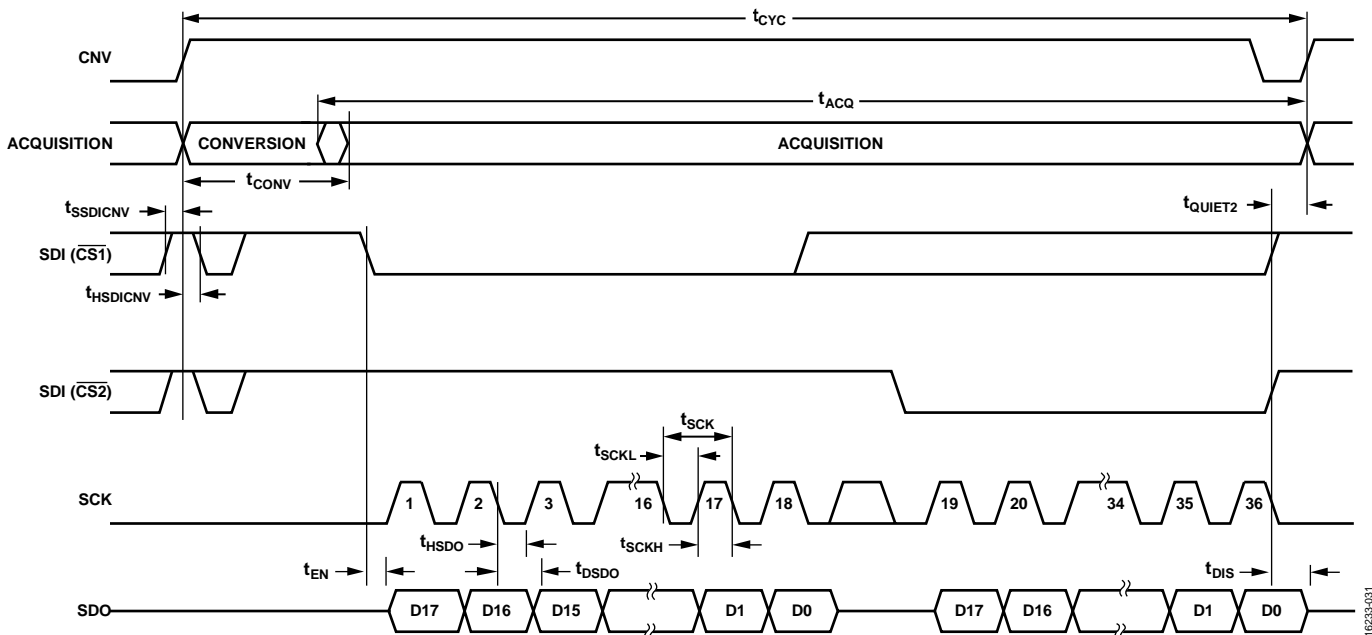 tCYC
CNV
tACQ
ACQUISITION CONVERSION ACQUISITION
tCONV
tSSDICNV
tQUIET2
SDI (CS1)
tHSDICNV
SDI (CS2)
tSCK
tSCKL
SCK 1 2 3 16 17 18 19 20 34 35 36
tHSDO tSCKH
tEN tDSDO tDIS
SDO D17 D16 D15 D1 D0 D17 D16 D1 D0
16233-031